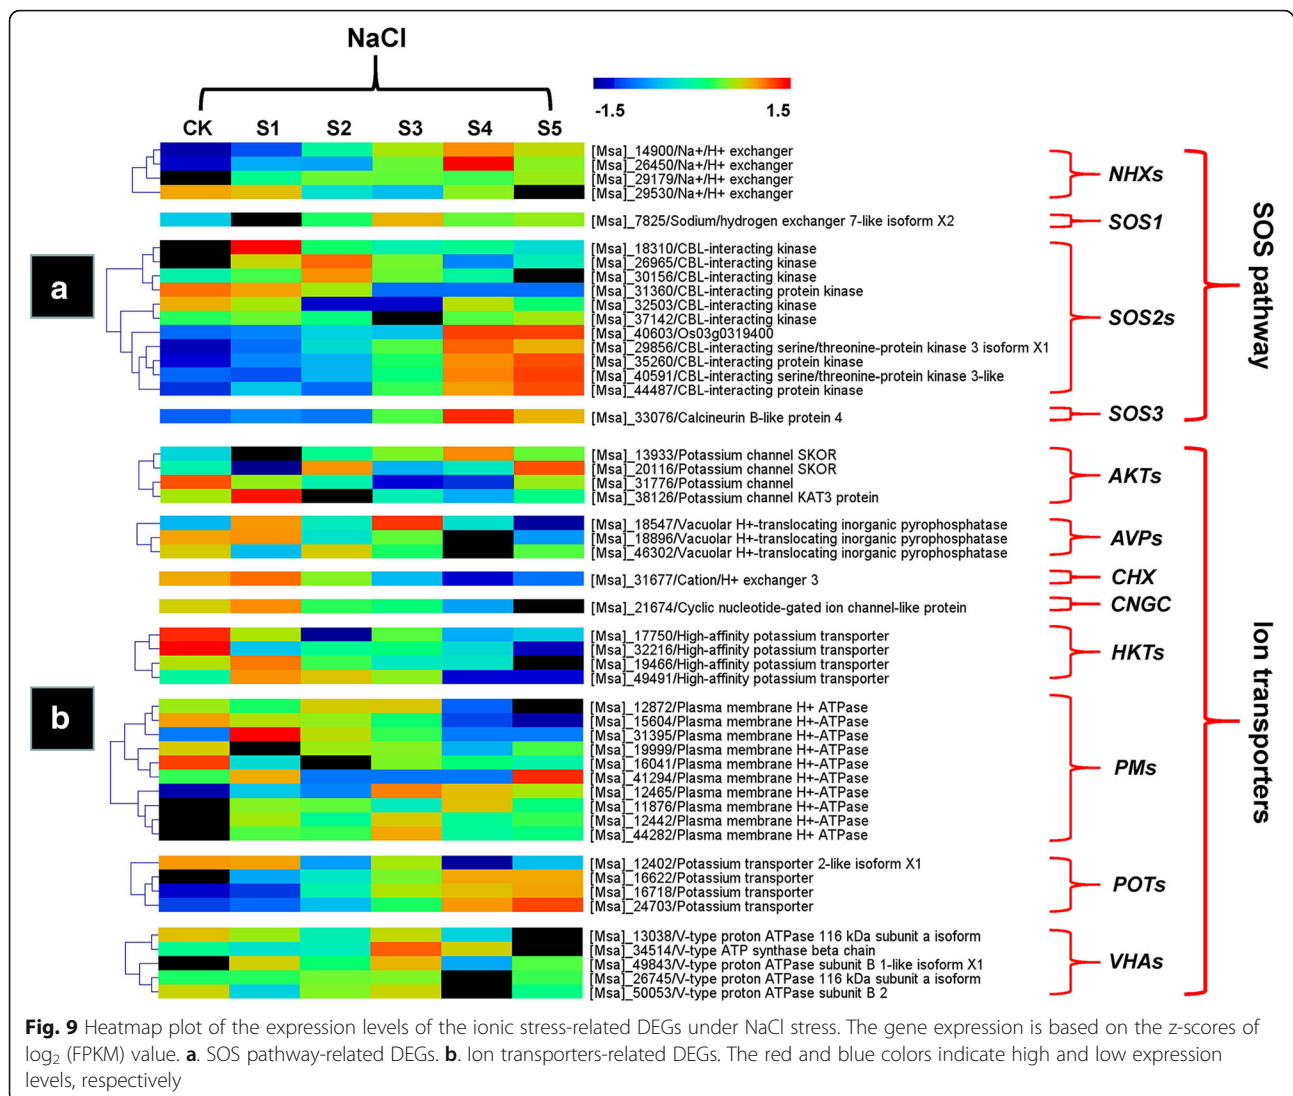 NaCl
-1.5 1.5
CK S1 S2 S3 S4 S5
[Msa]_14900/Na+/H+ exchanger
[Msa]_26450/Na+/H+ exchanger
[Msa]_29179/Na+/H+ exchanger
[Msa]_29530/Na+/H+ exchanger
NHXs
[Msa]_7825/Sodium/hydrogen exchanger 7-like isoform X2
SOS1
a
[Msa]_18310/CBL-interacting kinase
[Msa]_26965/CBL-interacting kinase
[Msa]_30156/CBL-interacting kinase
[Msa]_31360/CBL-interacting protein kinase
[Msa]_32503/CBL-interacting kinase
[Msa]_37142/CBL-interacting kinase
[Msa]_40603/Os03g0319400
[Msa]_29856/CBL-interacting serine/threonine-protein kinase 3 isoform X1
[Msa]_35260/CBL-interacting protein kinase
[Msa]_40591/CBL-interacting serine/threonine-protein kinase 3-like
[Msa]_44487/CBL-interacting protein kinase
SOS2s
[Msa]_33076/Calcineurin B-like protein 4
SOS3
SOS pathway
[Msa]_13933/Potassium channel SKOR
[Msa]_20116/Potassium channel SKOR
[Msa]_31776/Potassium channel
[Msa]_38126/Potassium channel KAT3 protein
AKTs
[Msa]_18547/Vacuolar H+-translocating inorganic pyrophosphatase
[Msa]_18896/Vacuolar H+-translocating inorganic pyrophosphatase
[Msa]_46302/Vacuolar H+-translocating inorganic pyrophosphatase
AVPs
[Msa]_31677/Cation/H+ exchanger 3
CHX
[Msa]_21674/Cyclic nucleotide-gated ion channel-like protein
CNGC
b
[Msa]_17750/High-affinity potassium transporter
[Msa]_32216/High-affinity potassium transporter
[Msa]_19466/High-affinity potassium transporter
[Msa]_49491/High-affinity potassium transporter
HKTs
[Msa]_12872/Plasma membrane H+ ATPase
[Msa]_15604/Plasma membrane H+-ATPase
[Msa]_31395/Plasma membrane H+-ATPase
[Msa]_19999/Plasma membrane H+-ATPase
[Msa]_16041/Plasma membrane H+-ATPase
[Msa]_41294/Plasma membrane H+-ATPase
[Msa]_12465/Plasma membrane H+-ATPase
[Msa]_11876/Plasma membrane H+-ATPase
[Msa]_12442/Plasma membrane H+-ATPase
[Msa]_44282/Plasma membrane H+ ATPase
PMs
[Msa]_12402/Potassium transporter 2-like isoform X1
[Msa]_16622/Potassium transporter
[Msa]_16718/Potassium transporter
[Msa]_24703/Potassium transporter
POTs
[Msa]_13038/V-type proton ATPase 116 kDa subunit a isoform
[Msa]_34514/V-type ATP synthase beta chain
[Msa]_49843/V-type proton ATPase subunit B 1-like isoform X1
[Msa]_26745/V-type proton ATPase 116 kDa subunit a isoform
[Msa]_50053/V-type proton ATPase subunit B 2
VHAs
Ion transporters
Fig. 9 Heatmap plot of the expression levels of the ionic stress-related DEGs under NaCl stress. The gene expression is based on the z-scores of
log₂ (FPKM) value. a. SOS pathway-related DEGs. b. Ion transporters-related DEGs. The red and blue colors indicate high and low expression
levels, respectively